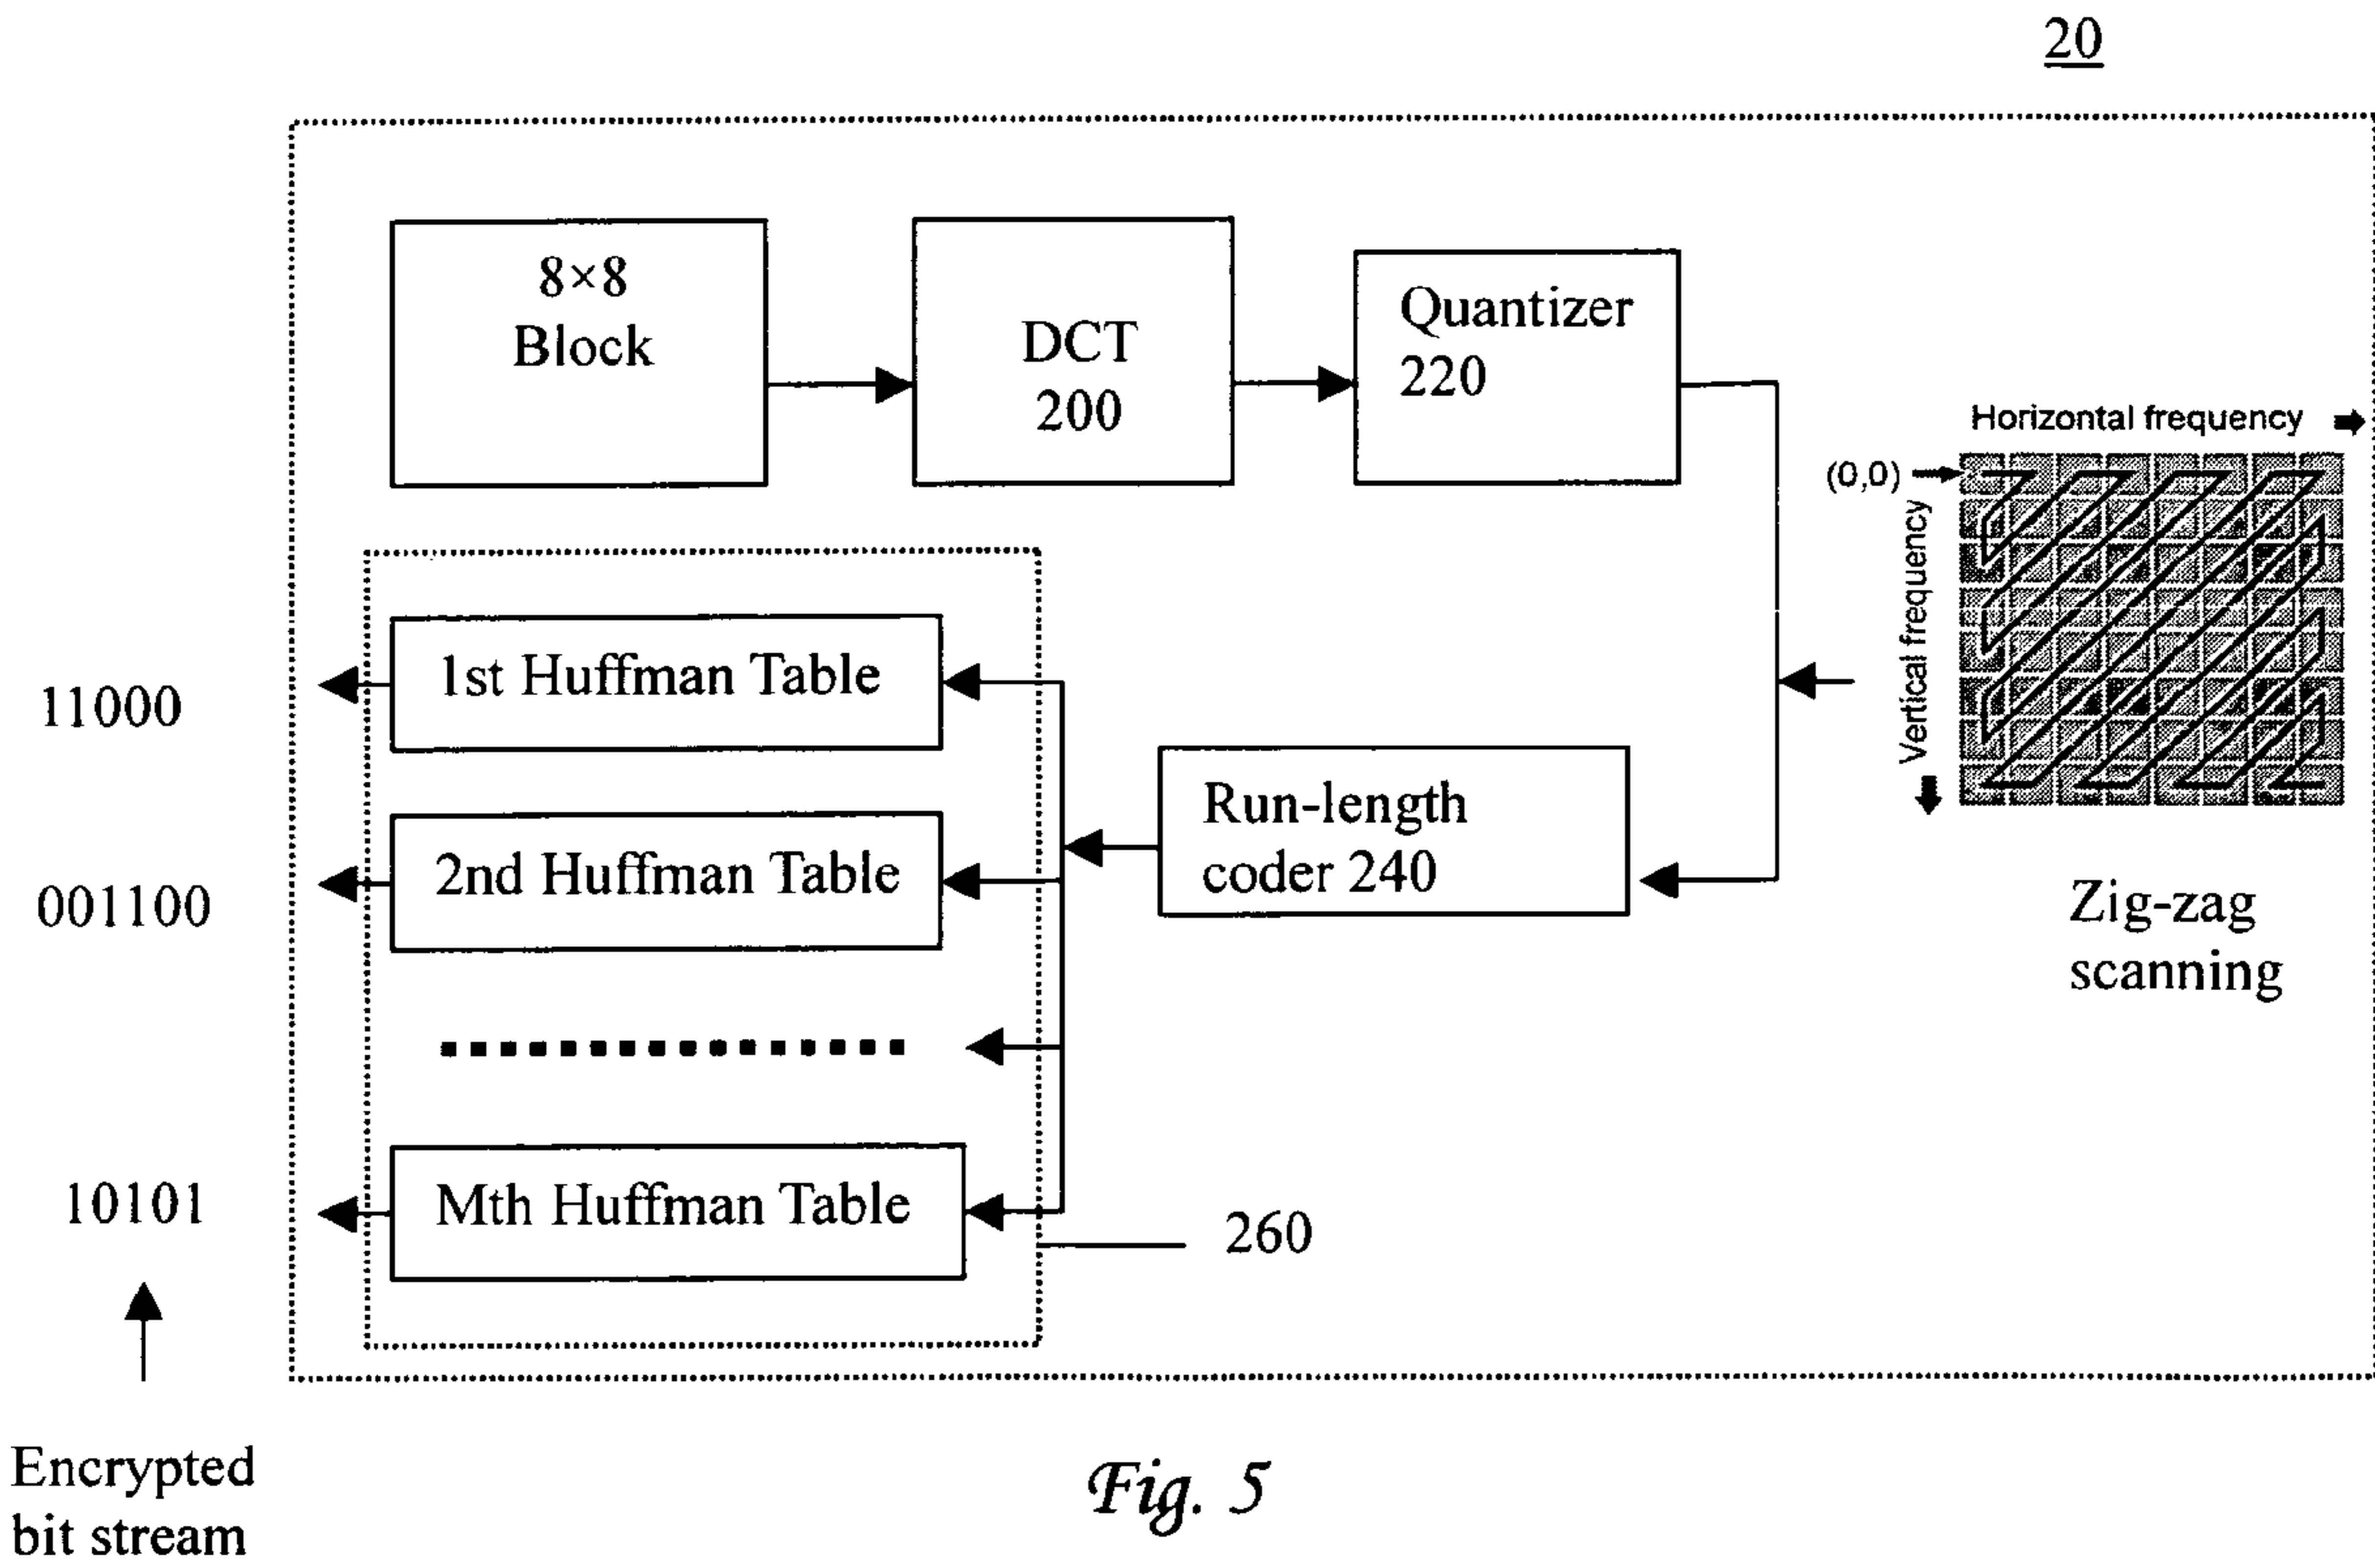 20
8×8
Block
DCT
200
Quantizer
220
Horizontal frequency
(0,0)
Vertical frequency
Zig-zag
scanning
Run-length
coder 240
1st Huffman Table
2nd Huffman Table
Mth Huffman Table
260
11000
001100
10101
Encrypted
bit stream
Fig. 5